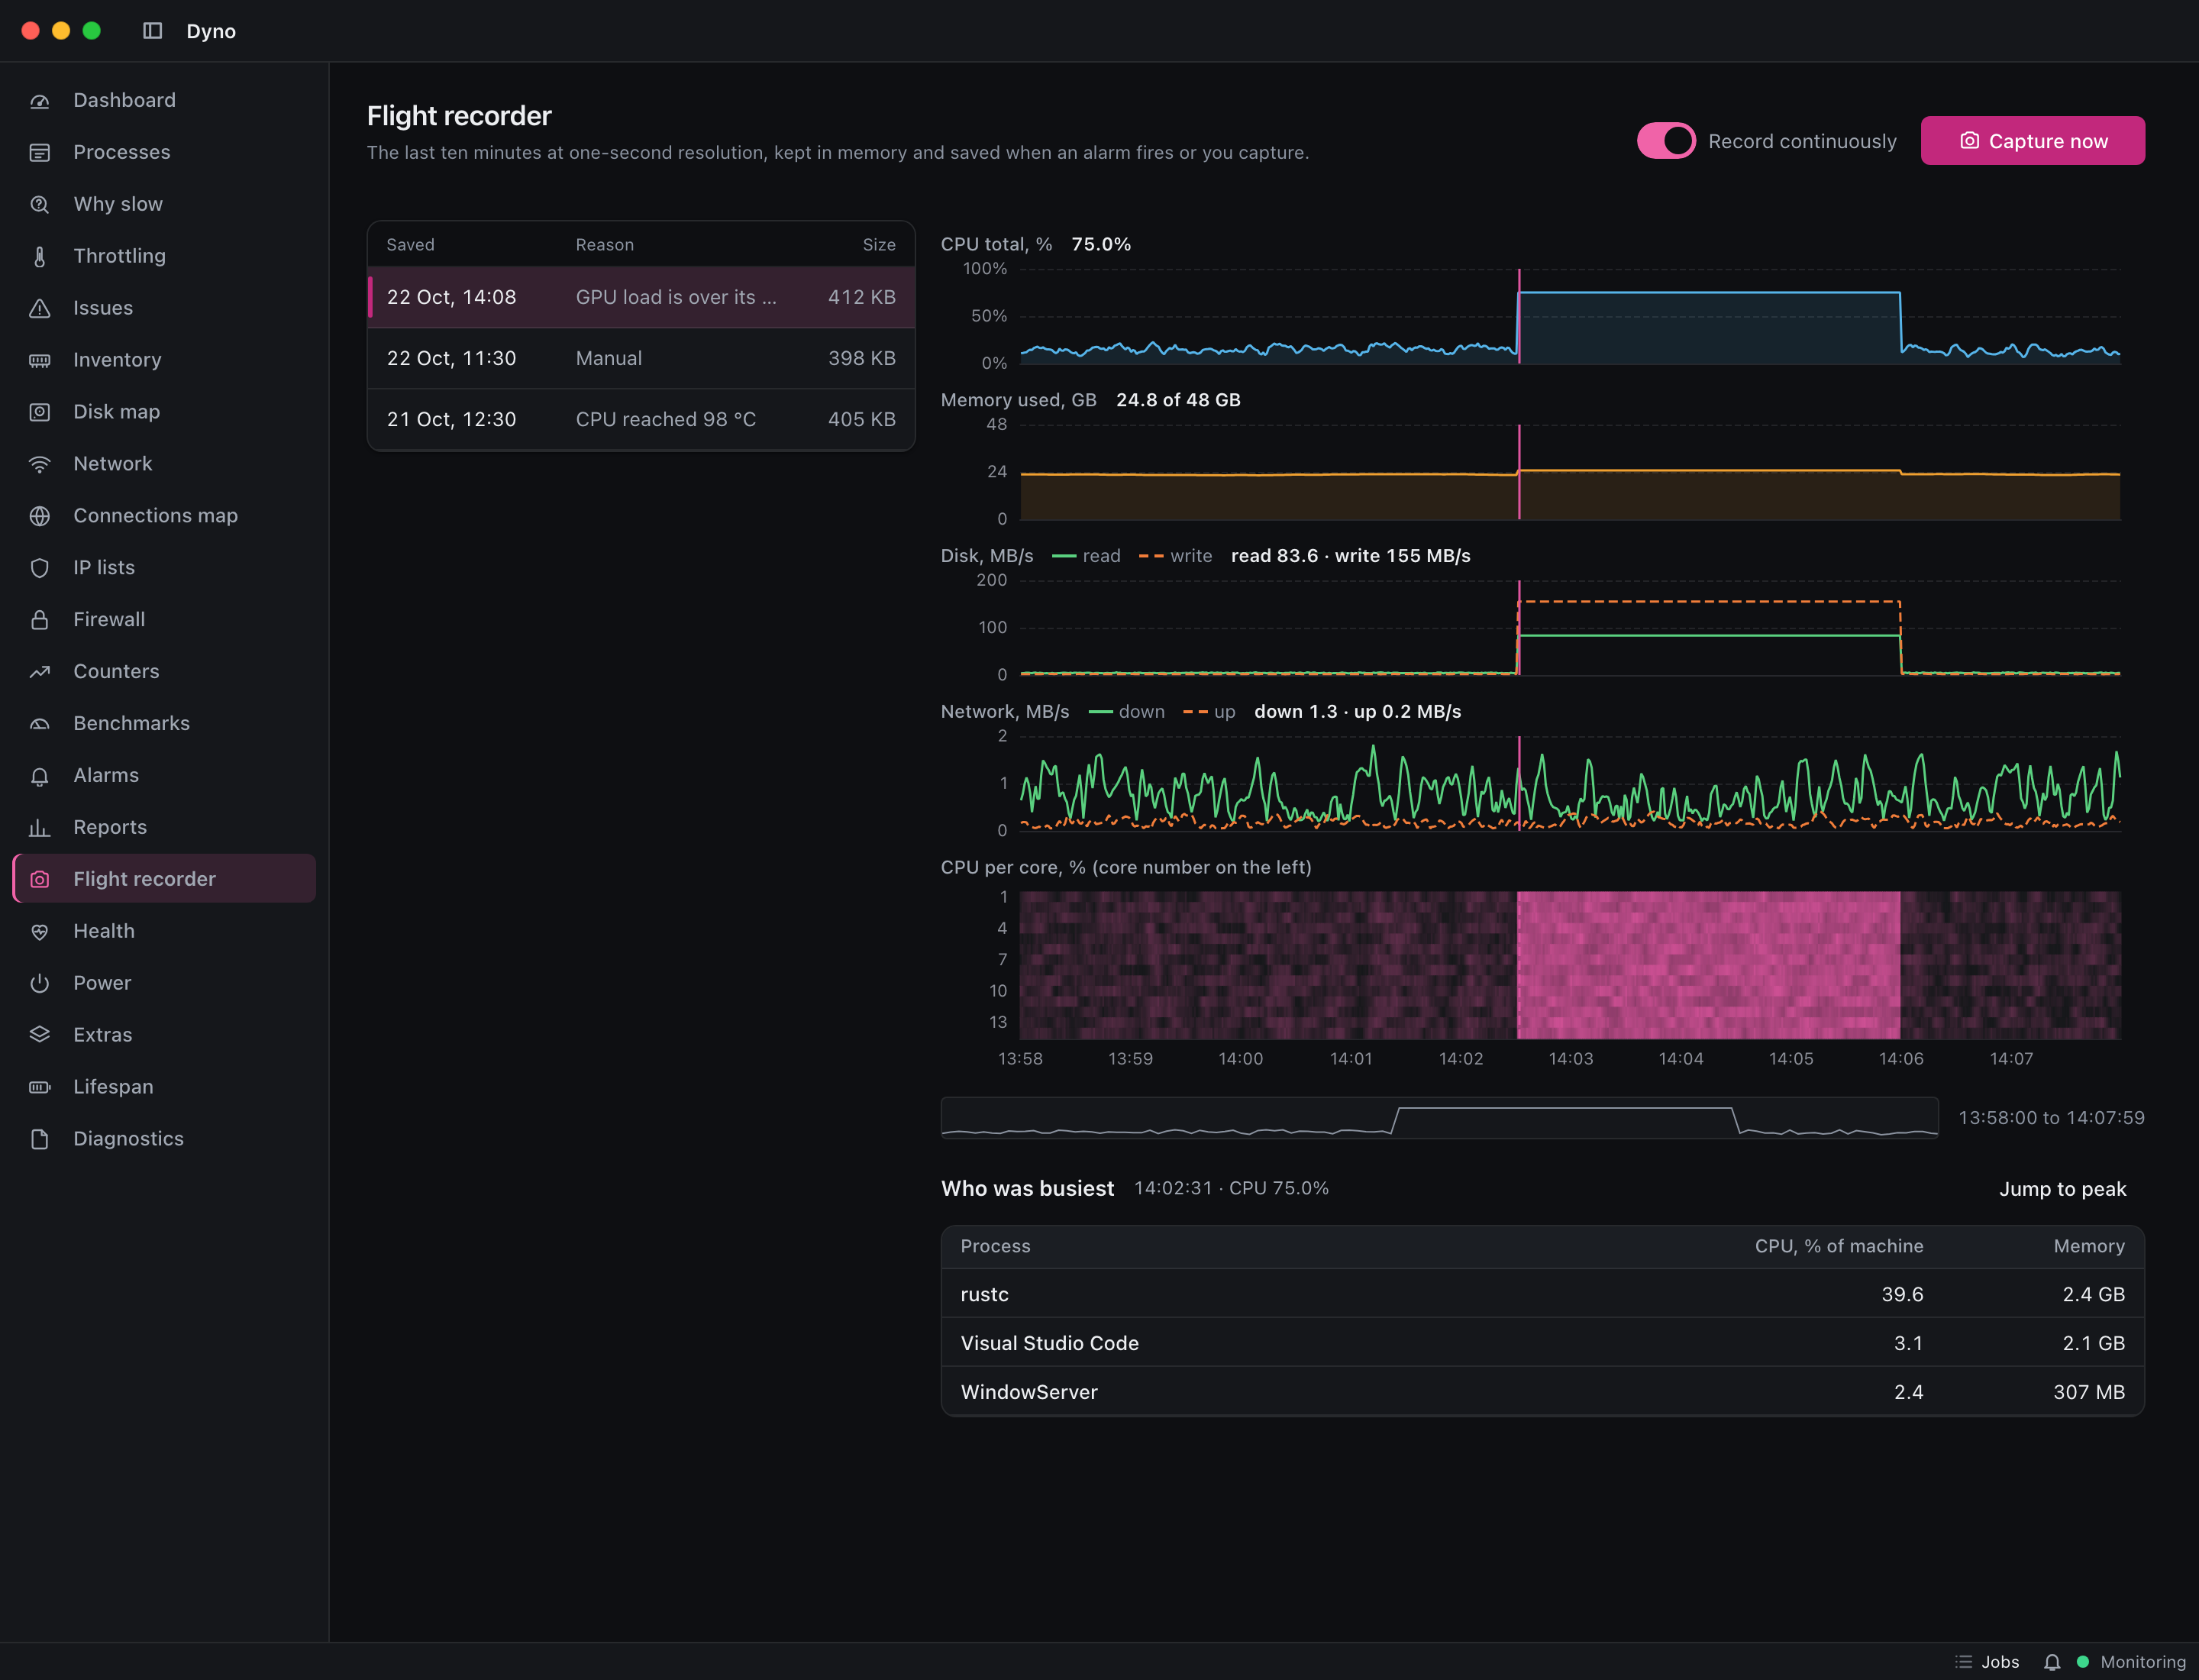 Dyno
Dashboard
Processes
Why slow
Throttling
Issues
Inventory
Disk map
Network
Connections map
IP lists
Firewall
Counters
Benchmarks
Alarms
Reports
Flight recorder
Health
Power
Extras
Lifespan
Diagnostics
Flight recorder
The last ten minutes at one-second resolution, kept in memory and saved when an alarm fires or you capture.
Record continuously
Capture now
Saved Reason Size
22 Oct, 14:08 GPU load is over its ... 412 KB
22 Oct, 11:30 Manual 398 KB
21 Oct, 12:30 CPU reached 98 °C 405 KB
CPU total, % 75.0%
100%
50%
0%
Memory used, GB 24.8 of 48 GB
48
24
0
Disk, MB/s read write read 83.6 · write 155 MB/s
200
100
0
Network, MB/s down up down 1.3 · up 0.2 MB/s
2
1
0
CPU per core, % (core number on the left)
1
4
7
10
13
13:58 13:59 14:00 14:01 14:02 14:03 14:04 14:05 14:06 14:07
13:58:00 to 14:07:59
Who was busiest 14:02:31 · CPU 75.0% Jump to peak
Process CPU, % of machine Memory
rustc 39.6 2.4 GB
Visual Studio Code 3.1 2.1 GB
WindowServer 2.4 307 MB
Jobs Monitoring